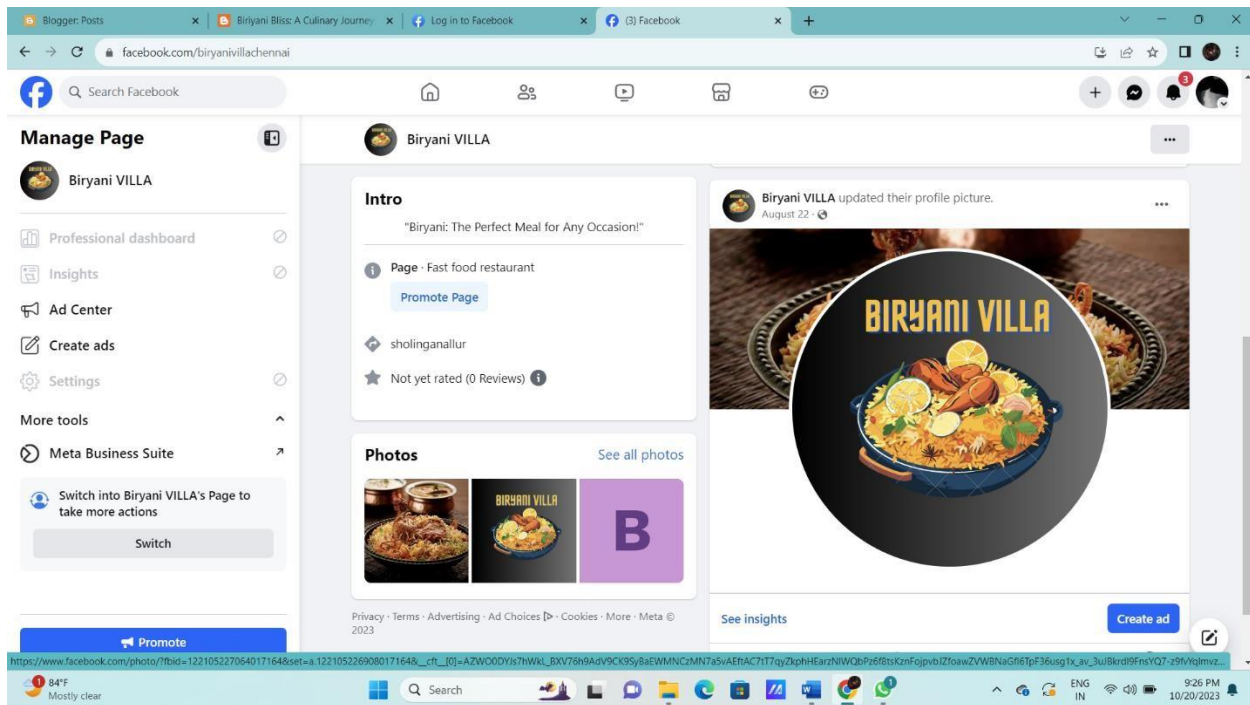 Blogger: Posts
Biriyani Bliss: A Culinary Journey
Log in to Facebook
(3) Facebook
facebook.com/biryanivillachennai
Search Facebook
3
Manage Page
Biryani VILLA
Biryani VILLA
Professional dashboard
Insights
Ad Center
Create ads
Settings
More tools
Meta Business Suite
Switch into Biryani VILLA's Page to
take more actions
Switch
Promote
Intro
"Biryani: The Perfect Meal for Any Occasion!"
Page · Fast food restaurant
Promote Page
sholinganallur
Not yet rated (0 Reviews)
Photos
See all photos
BIRYANI VILLA
B
Privacy · Terms · Advertising · Ad Choices · Cookies · More · Meta ©
2023
Biryani VILLA updated their profile picture.
August 22
BIRYANI VILLA
See insights
Create ad
1
84°F
Mostly clear
Search
ENG
IN
9:26 PM
10/20/2023